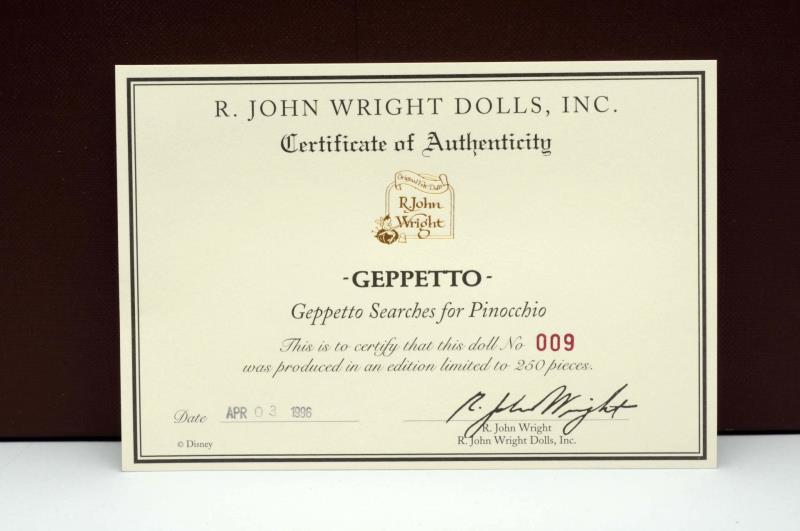 R. JOHN WRIGHT DOLLS, INC.
Certificate of Authenticity
Original Felt Dolls
R John
Wright
-GEPPETTO-
Geppetto Searches for Pinocchio
This is to certify that this doll No 009
was produced in an edition limited to 250 pieces.
Date APR 03 1996
R. John Wright
R. John Wright
R. John Wright Dolls, Inc.
© Disney